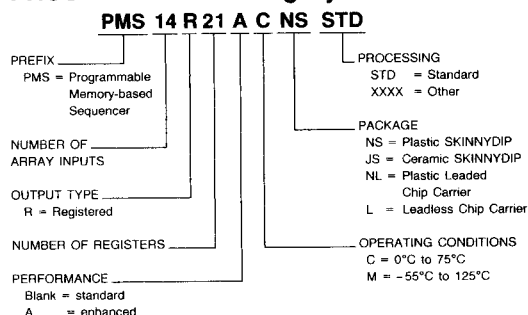 PMS 14 R 21 A C NS STD
PREFIX
PMS = Programmable
Memory-based
Sequencer
NUMBER OF
ARRAY INPUTS
OUTPUT TYPE
R = Registered
NUMBER OF REGISTERS
PERFORMANCE
Blank = standard
A = enhanced
PROCESSING
STD = Standard
XXXX = Other
PACKAGE
NS = Plastic SKINNYDIP
JS = Ceramic SKINNYDIP
NL = Plastic Leaded
Chip Carrier
L = Leadless Chip Carrier
OPERATING CONDITIONS
C = 0°C to 75°C
M = -55°C to 125°C